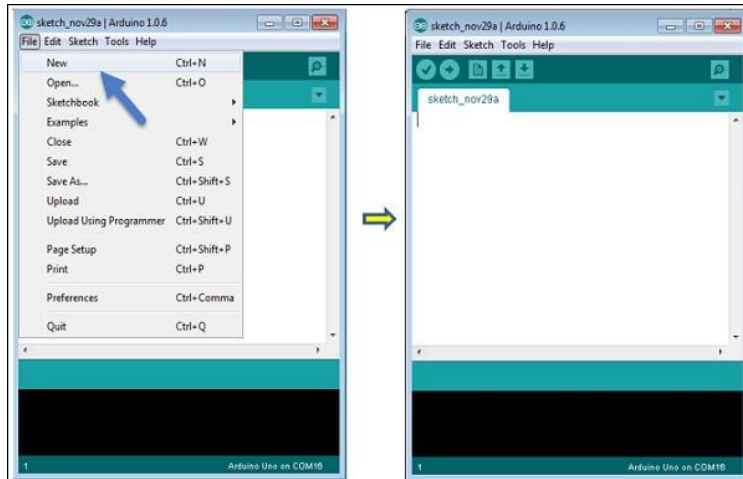 sketch_nov29a | Arduino 1.0.6
File Edit Sketch Tools Help
New Ctrl+N
Open... Ctrl+O
Sketchbook
Examples
Close Ctrl+W
Save Ctrl+S
Save As... Ctrl+Shift+S
Upload Ctrl+U
Upload Using Programmer Ctrl+Shift+U
Page Setup Ctrl+Shift+P
Print Ctrl+P
Preferences Ctrl+Comma
Quit Ctrl+Q
1 Arduino Uno on COM16
sketch_nov29a | Arduino 1.0.6
File Edit Sketch Tools Help
sketch_nov29a
1 Arduino Uno on COM16